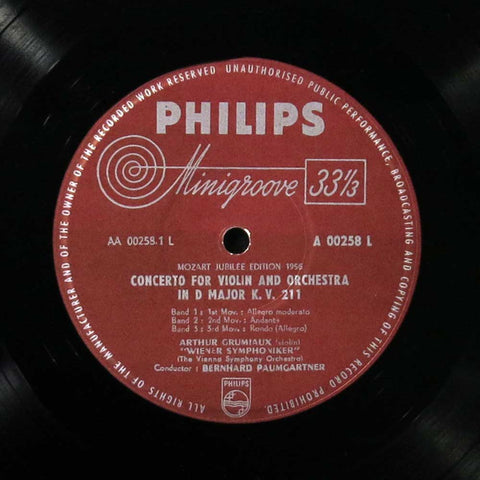 ALL RIGHTS OF THE MANUFACTURER AND OF THE OWNER OF THE RECORDED WORK RESERVED UNAUTHORISED PUBLIC PERFORMANCE, BROADCASTING AND COPYING OF THIS RECORD PROHIBITED.
PHILIPS
Minigroove 33⅓
AA 00258·1 L
A 00258 L
MOZART JUBILEE EDITION 1956
CONCERTO FOR VIOLIN AND ORCHESTRA
IN D MAJOR K. V. 211
Band 1 : 1st Mov. : Allegro moderato
Band 2 : 2nd Mov. : Andante
Band 3 : 3rd Mov. : Rondo (Allegro)
ARTHUR GRUMIAUX (violin)
"WIENER SYMPHONIKER"
(The Vienna Symphony Orchestra)
Conductor : BERNHARD PAUMGARTNER
PHILIPS